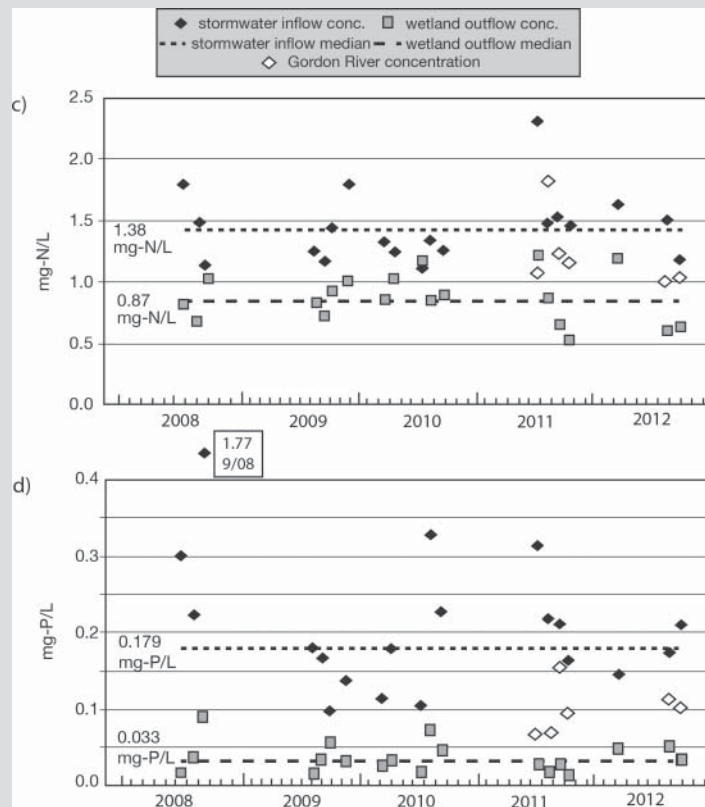 stormwater inflow conc. wetland outflow conc.
stormwater inflow median wetland outflow median
Gordon River concentration
c)
2.5
2.0
1.5
1.38
mg-N/L
1.0
0.87
mg-N/L
0.5
0.0
mg-N/L
2008 2009 2010 2011 2012
1.77
9/08
d)
0.4
0.3
0.2
0.179
mg-P/L
0.1
0.033
mg-P/L
0.0
mg-P/L
2008 2009 2010 2011 2012